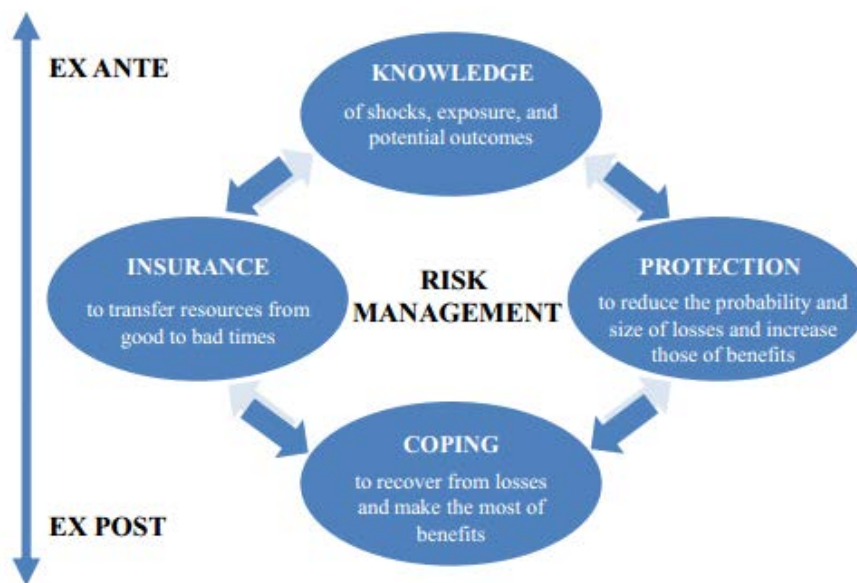 EX ANTE
KNOWLEDGE
of shocks, exposure, and
potential outcomes
INSURANCE
to transfer resources from
good to bad times
RISK
MANAGEMENT
PROTECTION
to reduce the probability and
size of losses and increase
those of benefits
COPING
to recover from losses
and make the most of
benefits
EX POST